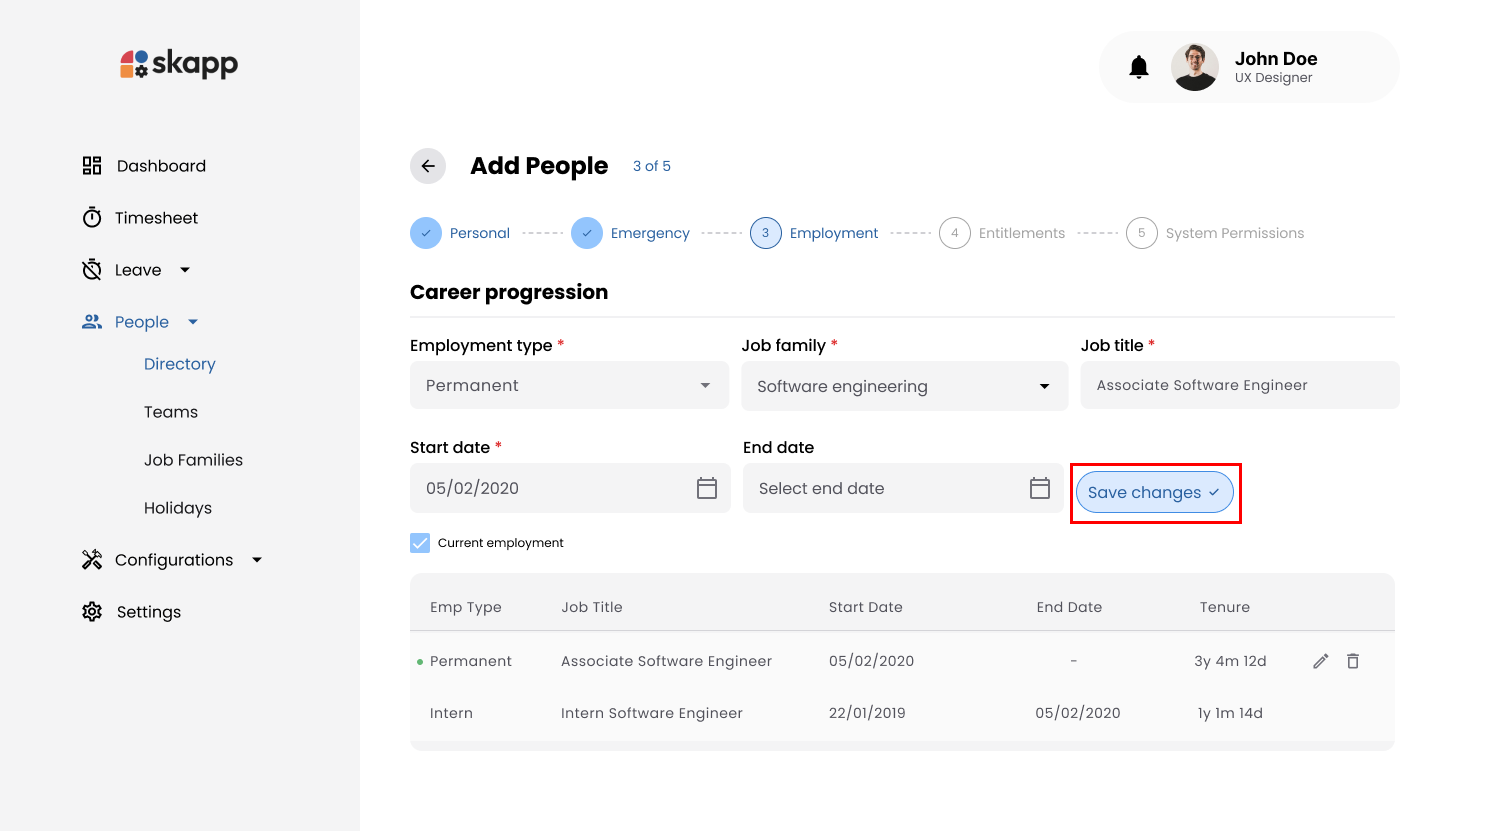 skapp
John Doe
UX Designer
Dashboard
Timesheet
Leave
People
Directory
Teams
Job Families
Holidays
Configurations
Settings
Add People 3 of 5
Personal Emergency 3 Employment 4 Entitlements 5 System Permissions
Career progression
Employment type * Job family * Job title *
Permanent Software engineering Associate Software Engineer
Start date * End date
05/02/2020 Select end date Save changes
Current employment
Emp Type Job Title Start Date End Date Tenure
Permanent Associate Software Engineer 05/02/2020 - 3y 4m 12d
Intern Intern Software Engineer 22/01/2019 05/02/2020 1y 1m 14d